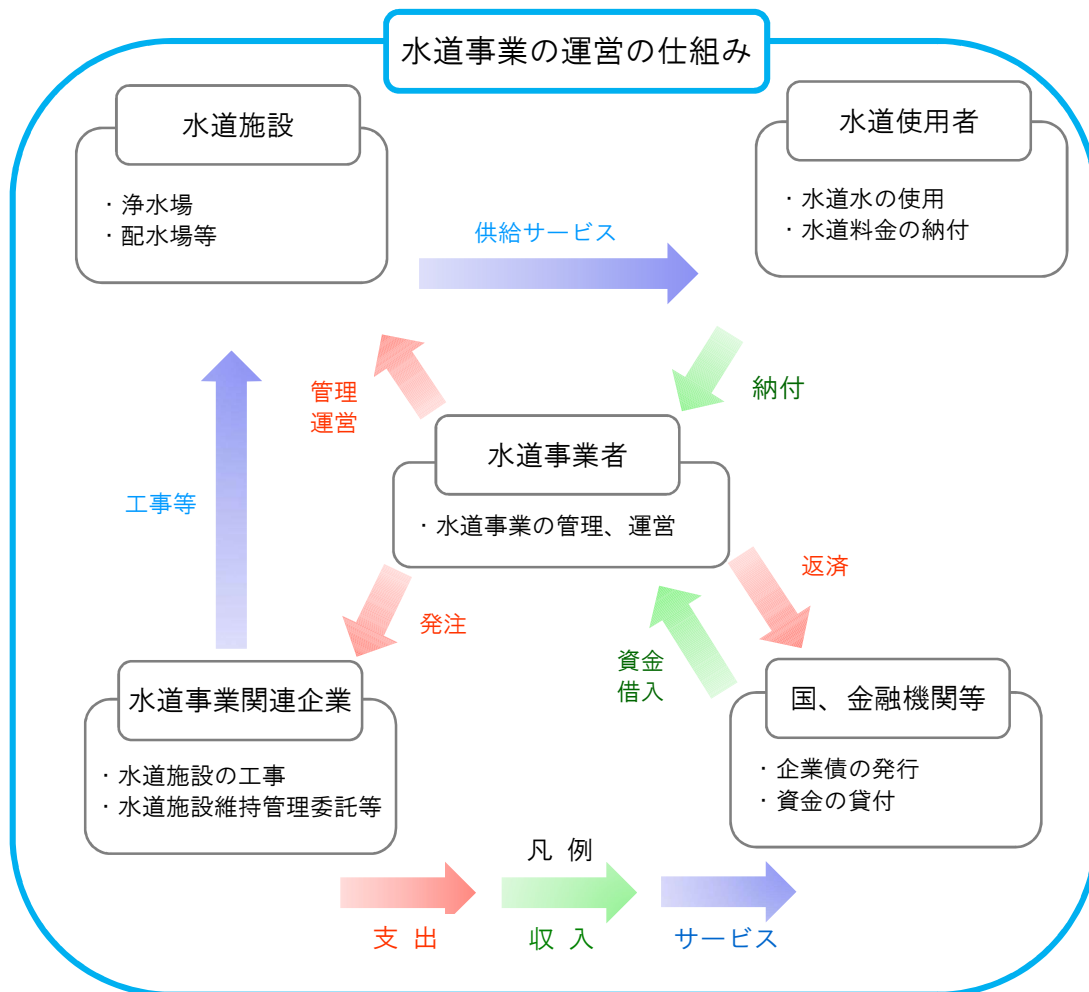 水道事業の運営の仕組み
水道施設
・浄水場
・配水場等
水道使用者
・水道水の使用
・水道料金の納付
供給サービス
管理
運営
納付
水道事業者
・水道事業の管理、運営
工事等
発注
返済
資金
借入
水道事業関連企業
・水道施設の工事
・水道施設維持管理委託等
国、金融機関等
・企業債の発行
・資金の貸付
凡 例
支 出
収 入
サービス